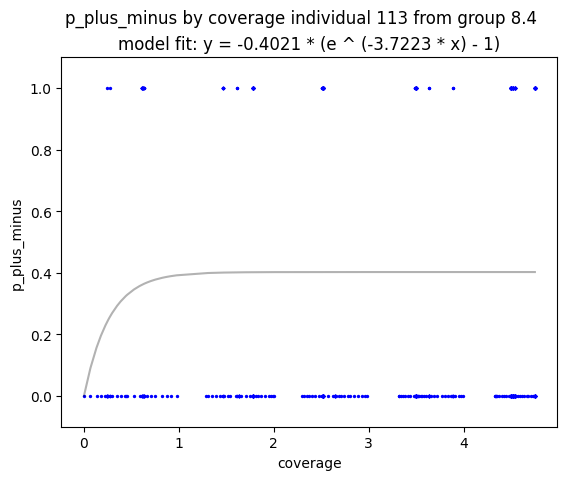 p_plus_minus by coverage individual 113 from group 8.4
model fit: y = -0.4021 * (e ^ (-3.7223 * x) - 1)
1.0
0.8
0.6
0.4
0.2
0.0
p_plus_minus
0 1 2 3 4
coverage